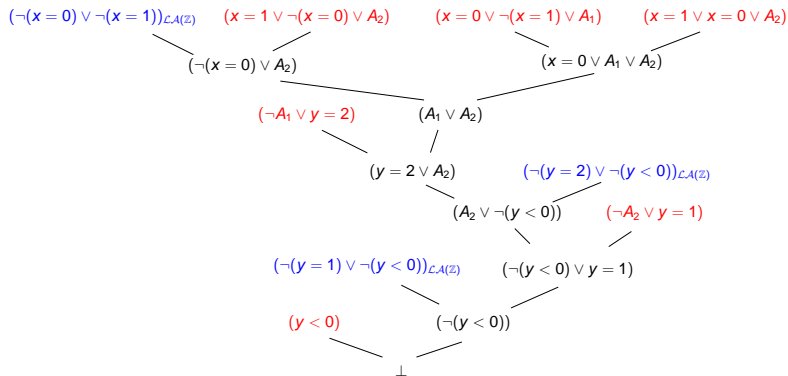 (¬(x = 0) ∨ ¬(x = 1))_{ℒ𝒜(ℤ)} (x = 1 ∨ ¬(x = 0) ∨ A₂) (x = 0 ∨ ¬(x = 1) ∨ A₁) (x = 1 ∨ x = 0 ∨ A₂)
(¬(x = 0) ∨ A₂) (x = 0 ∨ A₁ ∨ A₂)
(¬A₁ ∨ y = 2) (A₁ ∨ A₂)
(y = 2 ∨ A₂) (¬(y = 2) ∨ ¬(y < 0))_{ℒ𝒜(ℤ)}
(A₂ ∨ ¬(y < 0)) (¬A₂ ∨ y = 1)
(¬(y = 1) ∨ ¬(y < 0))_{ℒ𝒜(ℤ)} (¬(y < 0) ∨ y = 1)
(y < 0) (¬(y < 0))
⊥